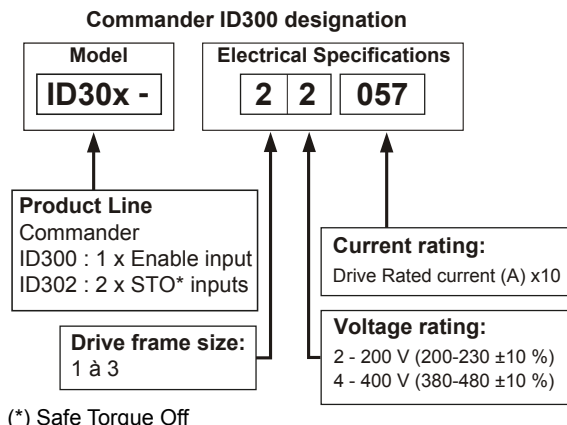 Commander ID300 designation
Model
Electrical Specifications
ID30x -
2 2 057
Product Line
Commander
ID300 : 1 x Enable input
ID302 : 2 x STO* inputs
Current rating:
Drive Rated current (A) x10
Drive frame size:
1 à 3
Voltage rating:
2 - 200 V (200-230 ±10 %)
4 - 400 V (380-480 ±10 %)
(*) Safe Torque Off